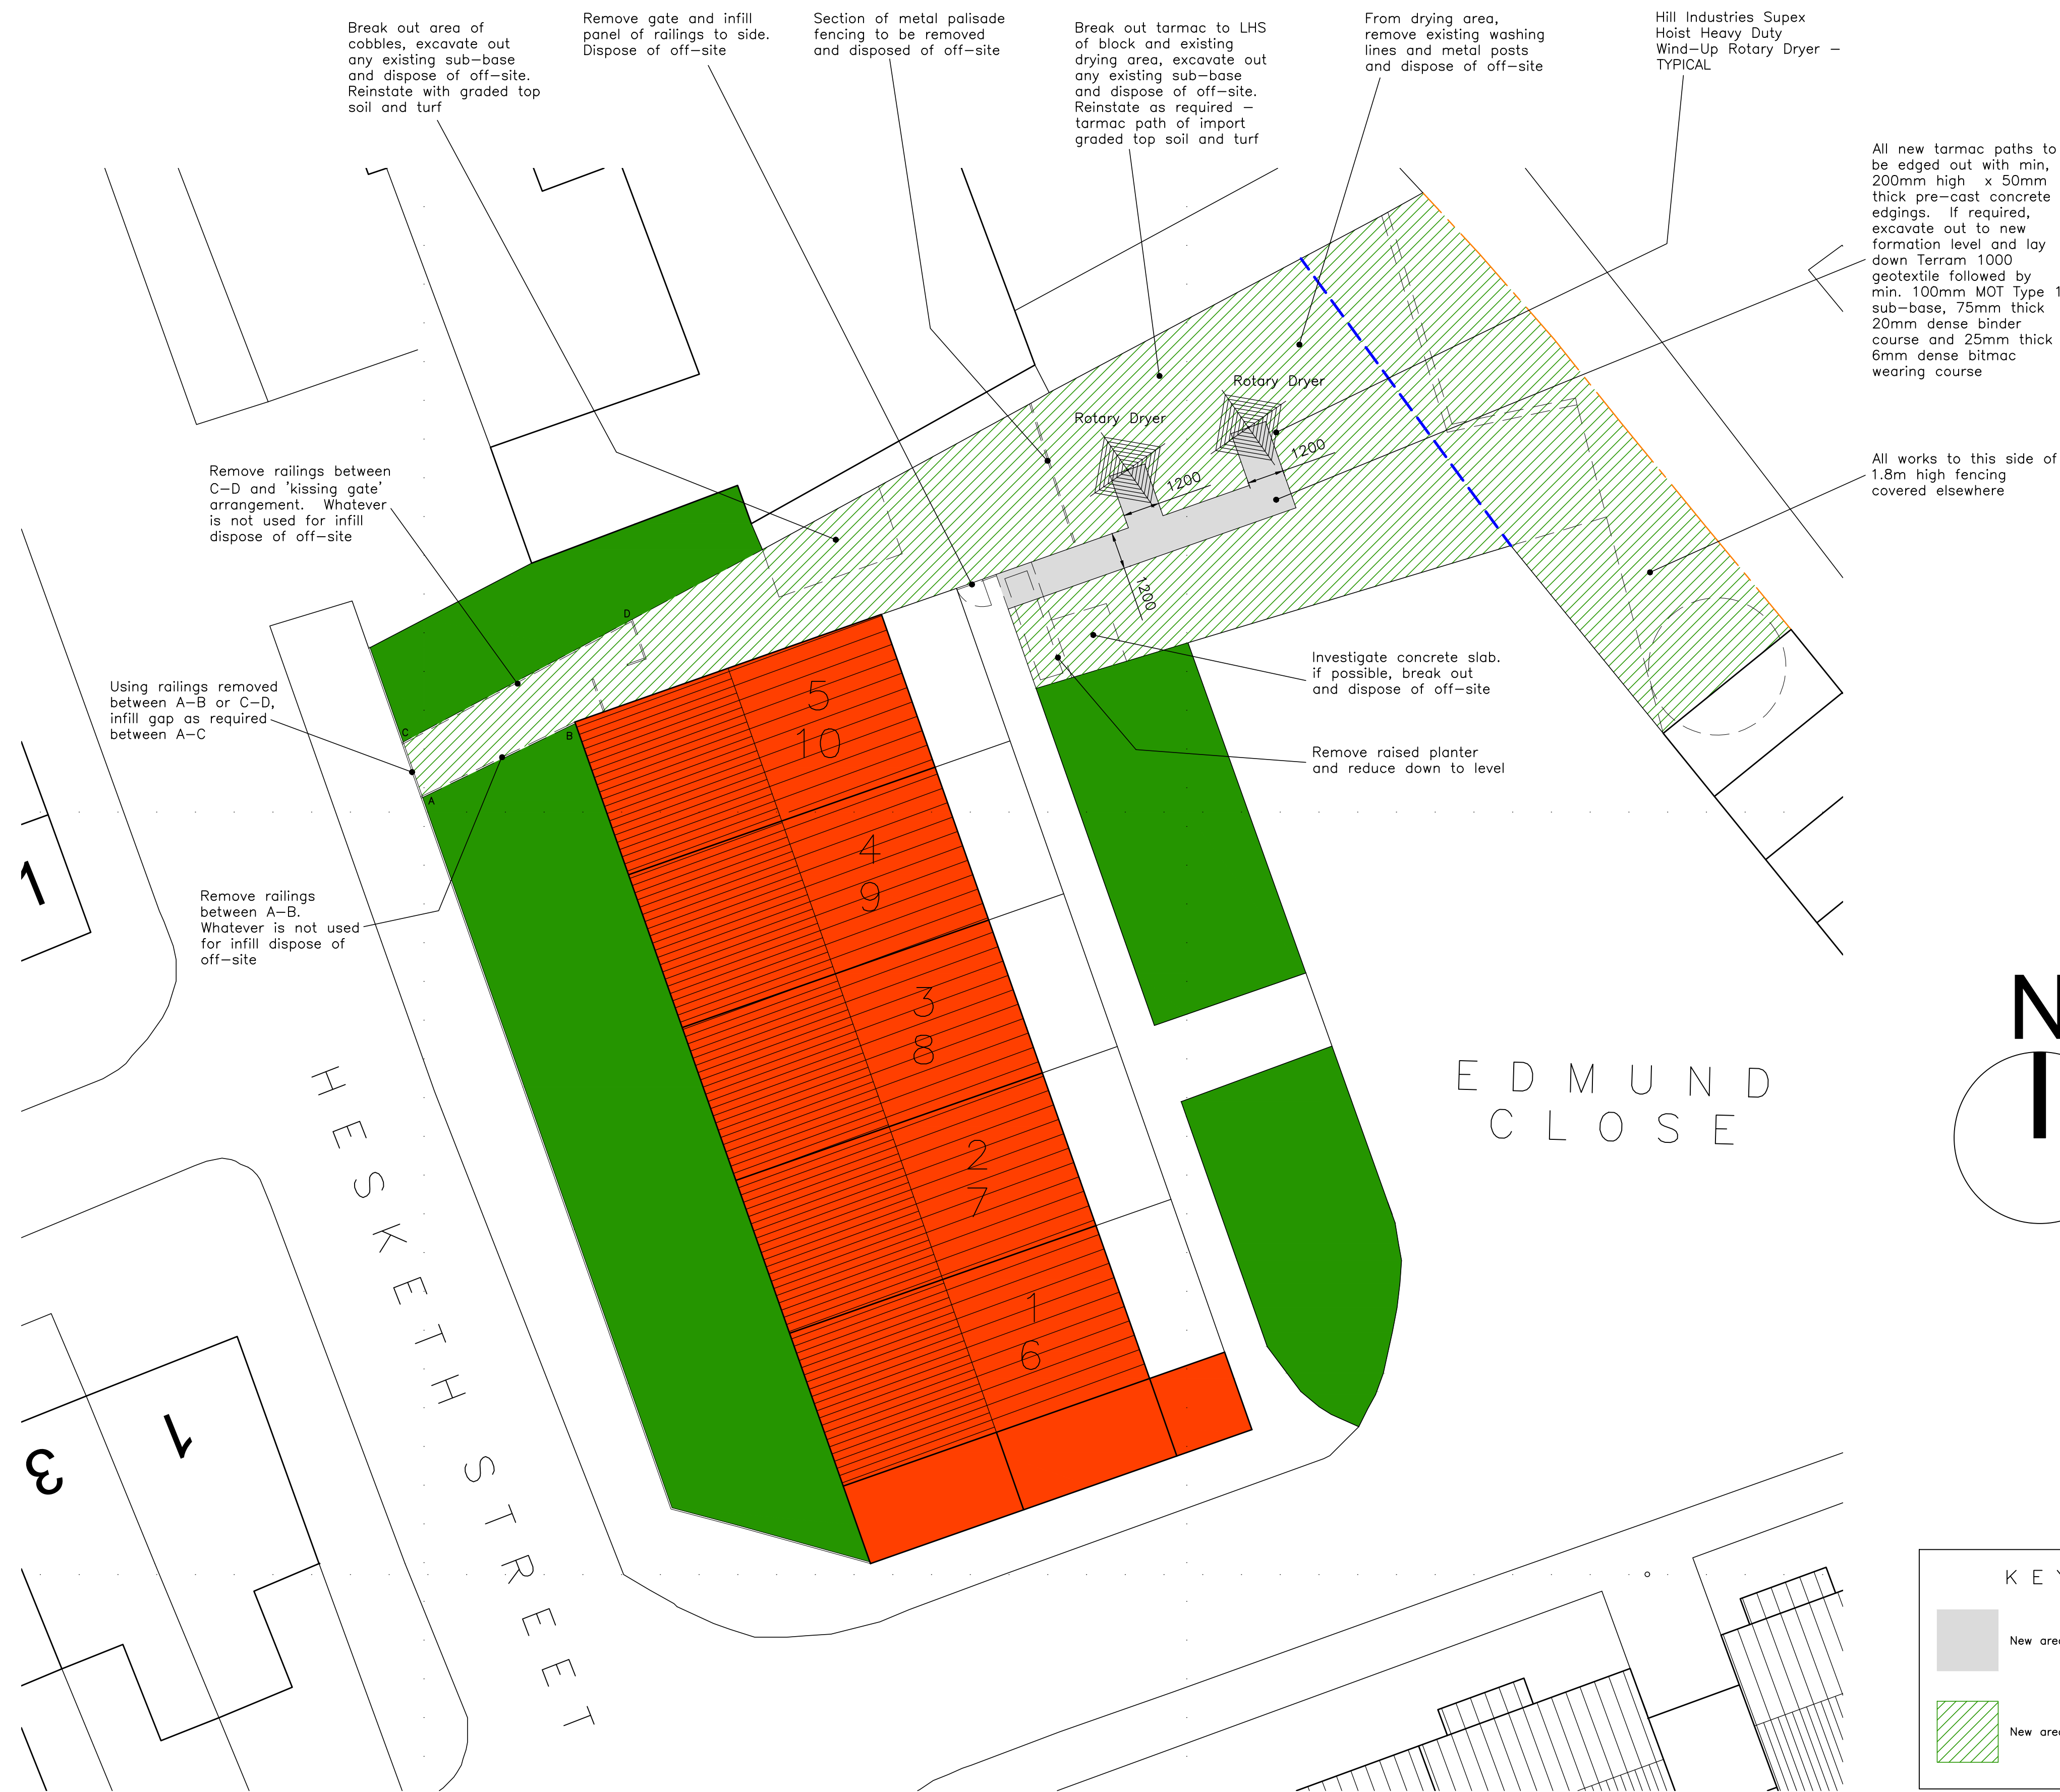 Break out area of
cobbles, excavate out
any existing sub-base
and dispose of off-site.
Reinstate with graded top
soil and turf
Remove gate and infill
panel of railings to side.
Dispose of off-site
Section of metal palisade
fencing to be removed
and disposed of off-site
Break out tarmac to LHS
of block and existing
drying area, excavate out
any existing sub-base
and dispose of off-site.
Reinstate as required -
tarmac path of import
graded top soil and turf
From drying area,
remove existing washing
lines and metal posts
and dispose of off-site
Hill Industries Supex
Hoist Heavy Duty
Wind-Up Rotary Dryer -
TYPICAL
All new tarmac paths to
be edged out with min,
200mm high x 50mm
thick pre-cast concrete
edgings. If required,
excavate out to new
formation level and lay
down Terram 1000
geotextile followed by
min. 100mm MOT Type 1
sub-base, 75mm thick
20mm dense binder
course and 25mm thick
6mm dense bitmac
wearing course
Rotary Dryer
Rotary Dryer
1200
1200
1200
All works to this side of
1.8m high fencing
covered elsewhere
Remove railings between
C-D and 'kissing gate'
arrangement. Whatever
is not used for infill
dispose of off-site
D
C
B
A
Using railings removed
between A-B or C-D,
infill gap as required
between A-C
Investigate concrete slab.
if possible, break out
and dispose of off-site
Remove raised planter
and reduce down to level
Remove railings
between A-B.
Whatever is not used
for infill dispose of
off-site
5
10
4
9
3
8
2
7
1
6
1
1
3
HESKETH STREET
EDMUND
CLOSE
N
KEY
New area
New area